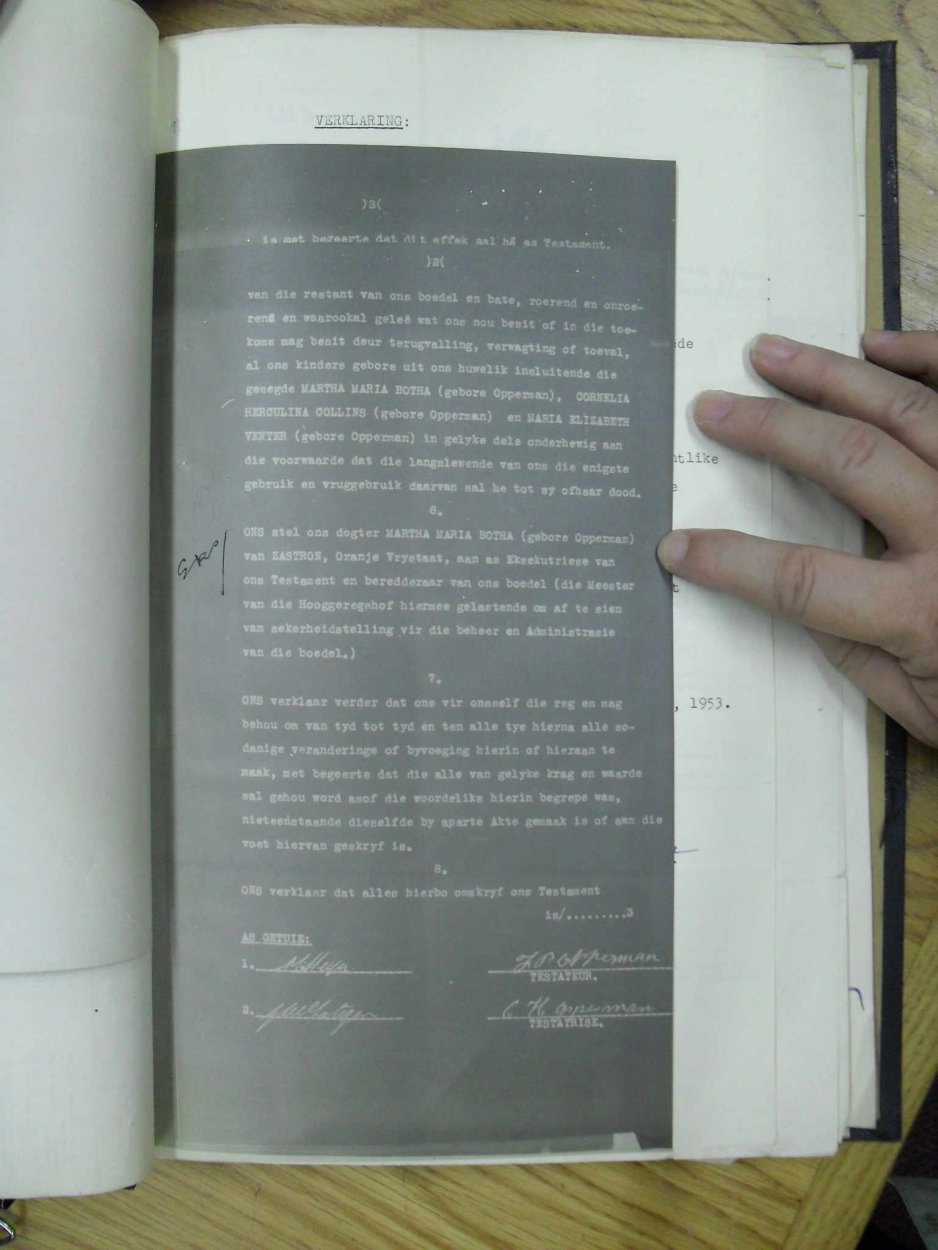 VERKLARING:
)3(
is met begeerte dat dit effek sal hê as Testament.
)2(
van die restant van ons boedel en bate, roerend en onroe-
rend en waarookal geleë wat ons nou besit of in die toe-
koms mag besit deur terugvalling, verwagting of toeval,
al ons kinders gebore uit ons huwelik insluitende die
gesegde MARTHA MARIA BOTHA (gebore Opperman), CORNELIA
HERCULINA COLLINS (gebore Opperman) en MARIA ELIZABETH
VENTER (gebore Opperman) in gelyke dele onderhewig aan
die voorwaarde dat die langslewende van ons die enigste
gebruik en vruggebruik daarvan sal he tot sy ofhaar dood.
6.
ONS stel ons dogter MARTHA MARIA BOTHA (gebore Opperman)
van ZASTRON, Oranje Vrystaat, aan as Eksekutriese van
ons Testament en beredderaar van ons boedel (die Meester
van die Hooggeregshof hiermee gelastende om af te sien
van sekerheidstelling vir die beheer en Administrasie
van die boedel.)
7.
ONS verklaar verder dat ons vir onsself die reg en mag
behou om van tyd tot tyd en ten alle tye hierna alle so-
danige veranderinge of byvoeging hierin of hieraan te
maak, met begeerte dat die alle van gelyke krag en waarde
sal gehou word asof die woordeliks hierin begrepe was,
nieteenstaande dieselfde by aparte Akte gemaak is of aan die
voet hiervan geskryf is.
8.
ONS verklaar dat alles hierbo omskryf ons Testament
is/.........3
AS GETUIE:
1.
Opperman
TESTATEUR.
2.
C H Opperman
TESTATRISE.
ede
ntlike
e
t
, 1953.